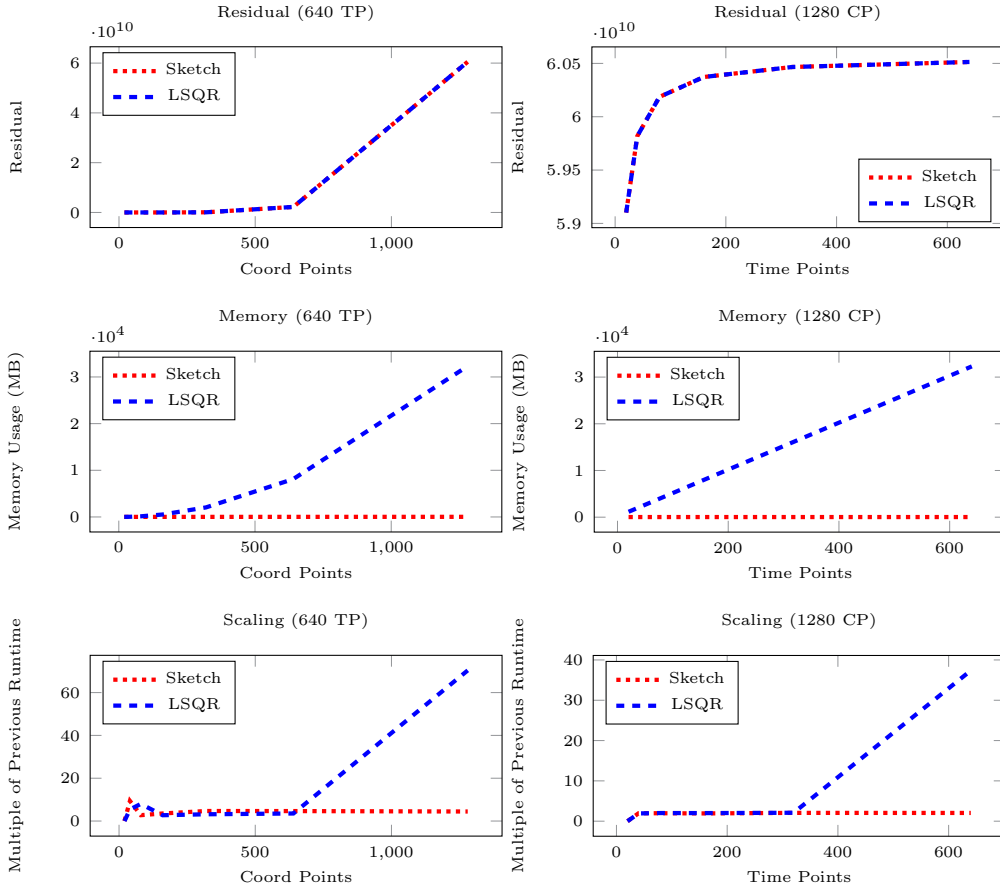 Residual (640 TP)
·10^10
6
4
2
0
Residual
Sketch
LSQR
0
500
1,000
Coord Points
Residual (1280 CP)
·10^10
6.05
6
5.95
5.9
Residual
Sketch
LSQR
0
200
400
600
Time Points
Memory (640 TP)
·10^4
3
2
1
0
Memory Usage (MB)
Sketch
LSQR
0
500
1,000
Coord Points
Memory (1280 CP)
·10^4
3
2
1
0
Memory Usage (MB)
Sketch
LSQR
0
200
400
600
Time Points
Scaling (640 TP)
60
40
20
0
Multiple of Previous Runtime
Sketch
LSQR
0
500
1,000
Coord Points
Scaling (1280 CP)
40
30
20
10
0
Multiple of Previous Runtime
Sketch
LSQR
0
200
400
600
Time Points